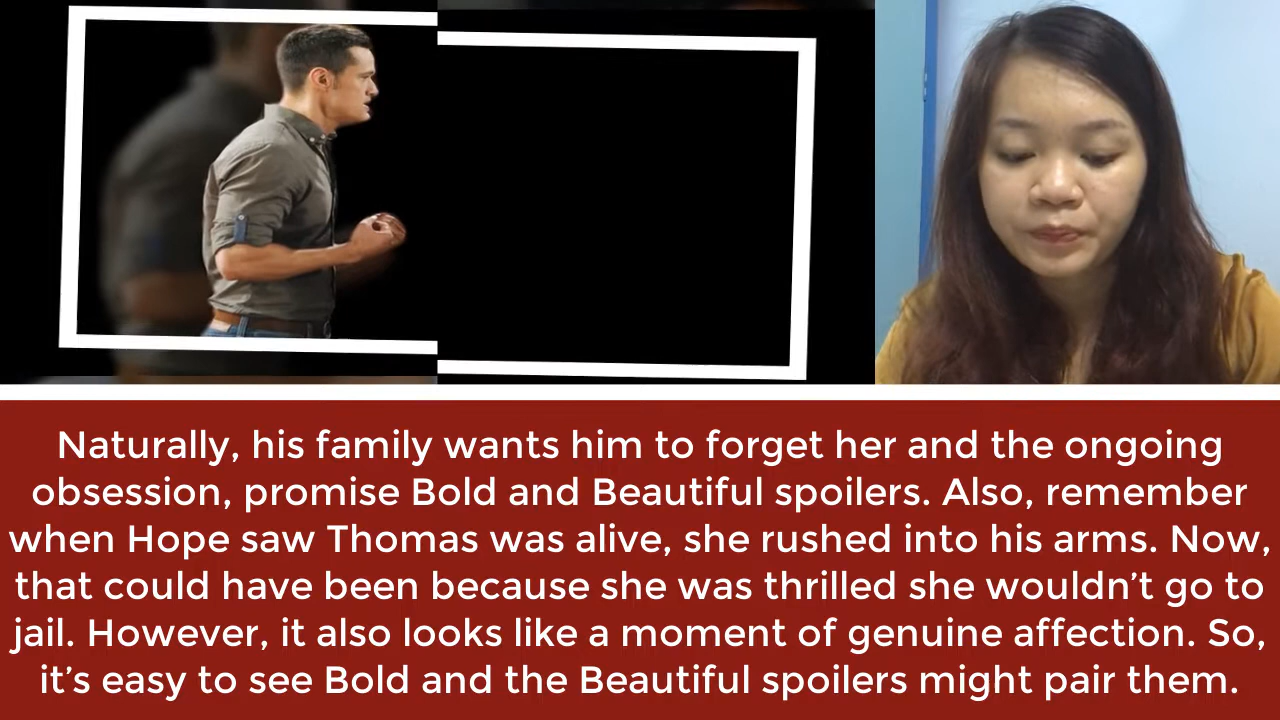 Naturally, his family wants him to forget her and the ongoing
obsession, promise Bold and Beautiful spoilers. Also, remember
when Hope saw Thomas was alive, she rushed into his arms. Now,
that could have been because she was thrilled she wouldn’t go to
jail. However, it also looks like a moment of genuine affection. So,
it’s easy to see Bold and the Beautiful spoilers might pair them.